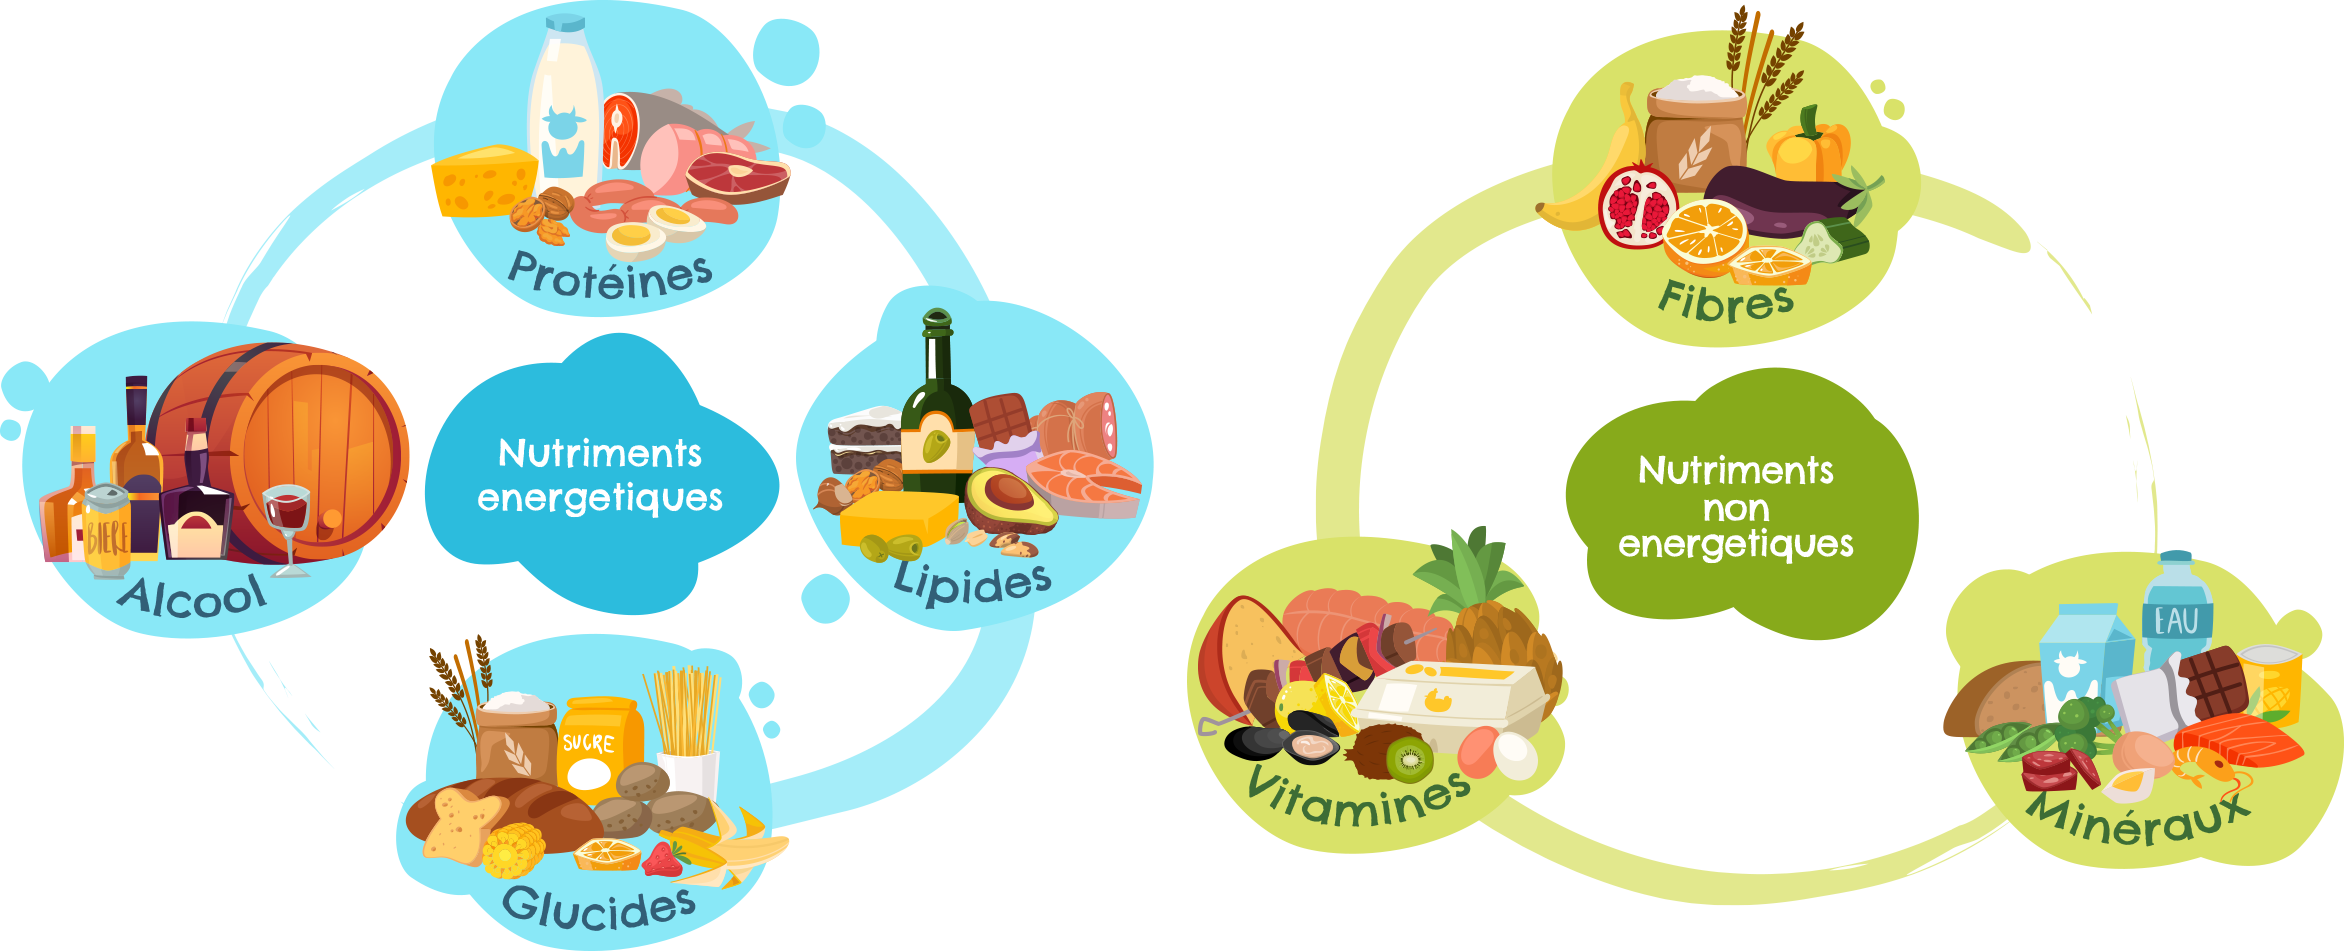 Protéines
Nutriments
energetiques
BIERE
Alcool
Lipides
SUCRE
Glucides
Fibres
Nutriments
non
energetiques
Vitamines
EAU
Minéraux